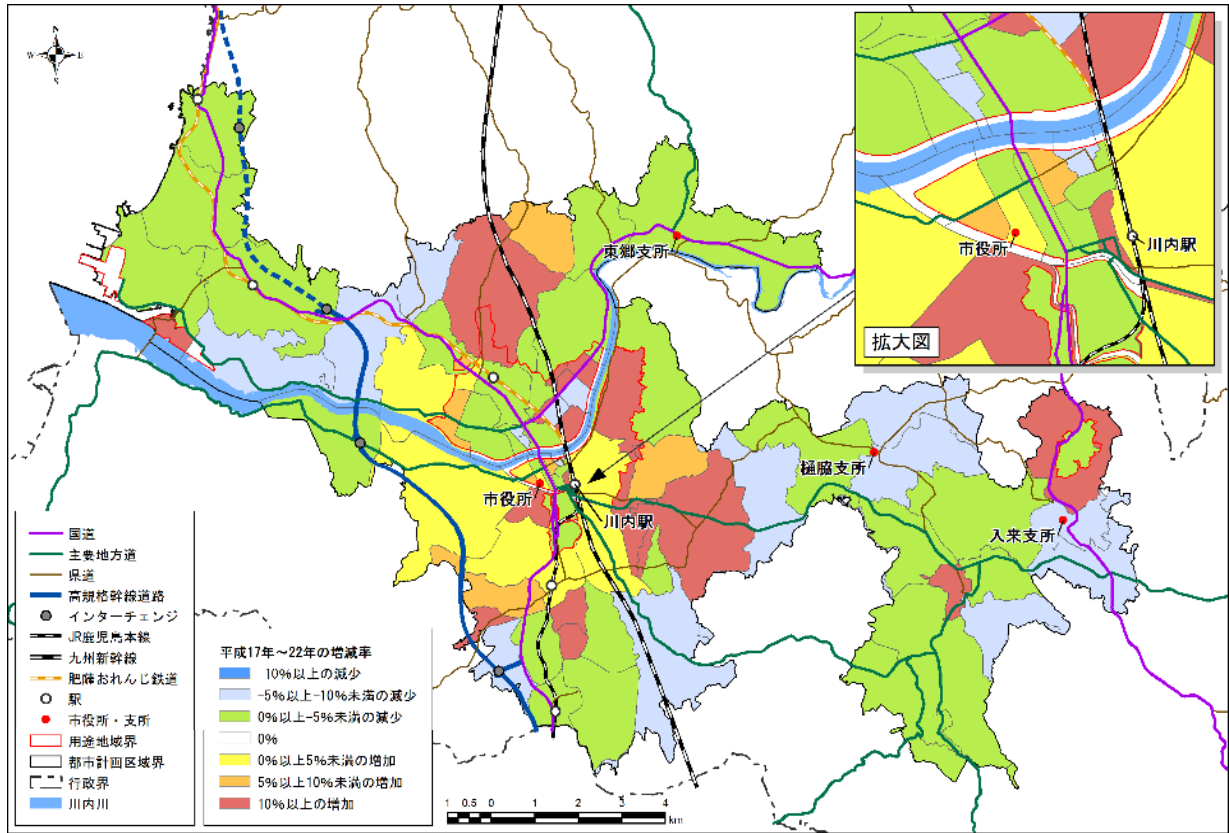 N
W
E
S
市役所
川内駅
拡大図
東郷支所
樋脇支所
入来支所
市役所
川内駅
国道
主要地方道
県道
高規格幹線道路
インターチェンジ
JR鹿児島本線
九州新幹線
肥薩おれんじ鉄道
駅
市役所・支所
用途地域界
都市計画区域界
行政界
川内川
平成17年~22年の増減率
10%以上の減少
-5%以上-10%未満の減少
0%以上-5%未満の減少
0%
0%以上5%未満の増加
5%以上10%未満の増加
10%以上の増加
1 0.5 0 1 2 3 4
km